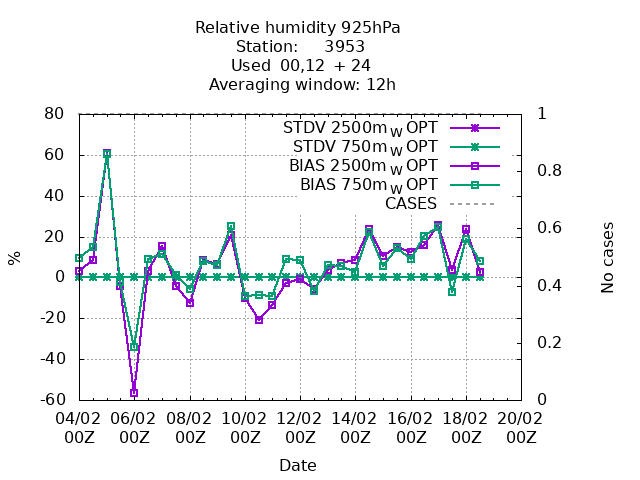 Relative humidity 925hPa
Station: 3953
Used 00,12 + 24
Averaging window: 12h
80 1
STDV 2500m w OPT
STDV 750m w OPT
BIAS 2500m w OPT
BIAS 750m w OPT
CASES
60
40
20
0
-20
-40
-60
0.8
0.6
0.4
0.2
0
%
No cases
04/02 06/02 08/02 10/02 12/02 14/02 16/02 18/02 20/02
00Z 00Z 00Z 00Z 00Z 00Z 00Z 00Z 00Z
Date